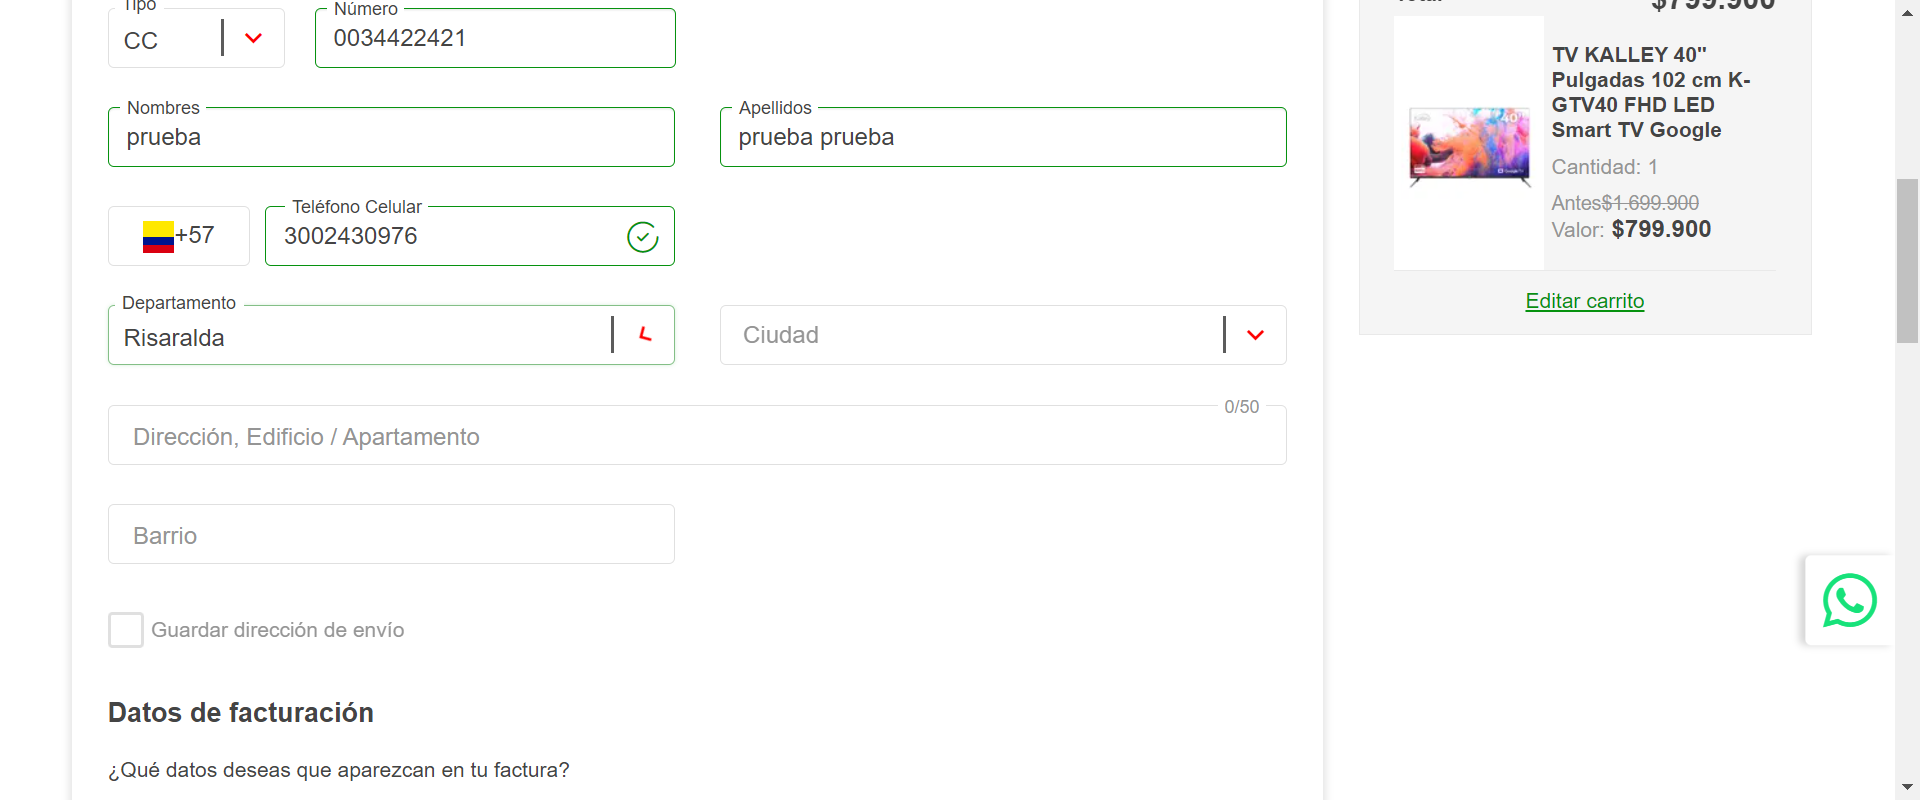 Tipo
CC
Número
0034422421
Nombres
prueba
Apellidos
prueba prueba
+57
Teléfono Celular
3002430976
Departamento
Risaralda
Ciudad
0/50
Dirección, Edificio / Apartamento
Barrio
Guardar dirección de envío
Datos de facturación
¿Qué datos deseas que aparezcan en tu factura?
$799.900
TV KALLEY 40"
Pulgadas 102 cm K-
GTV40 FHD LED
Smart TV Google
Cantidad: 1
Antes$1.699.900
Valor: $799.900
Editar carrito